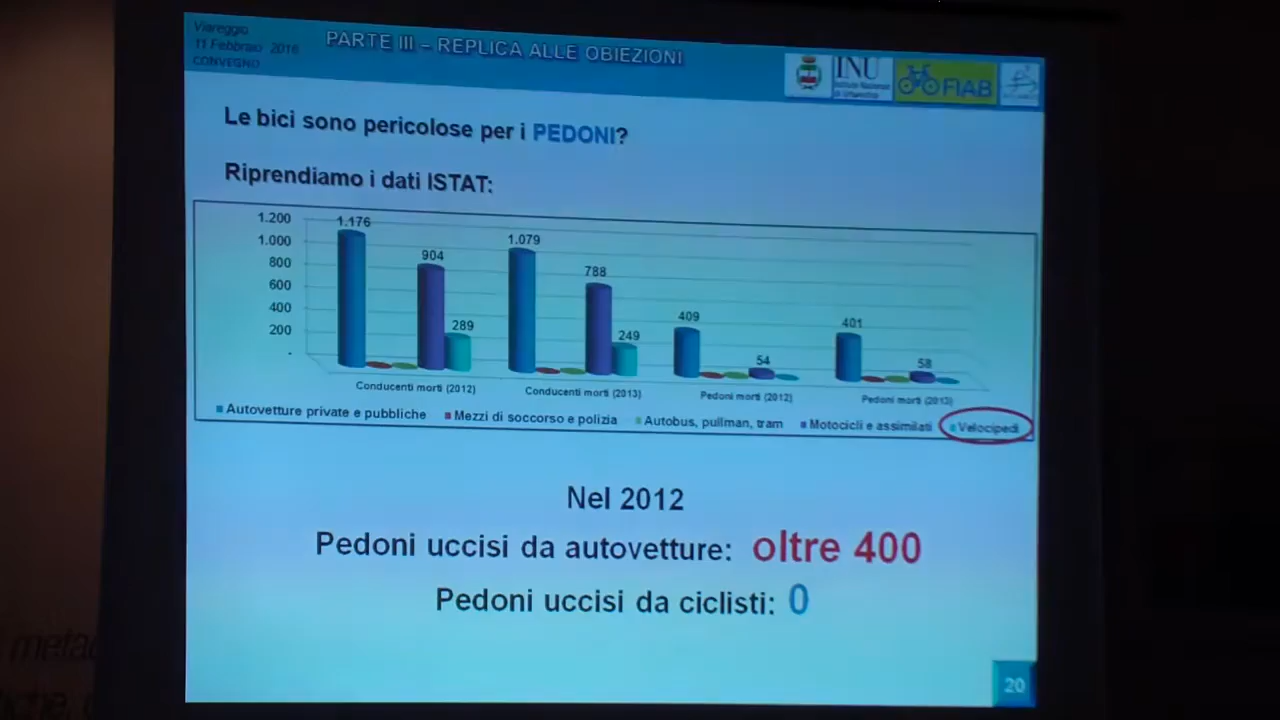 Viareggio
11 Febbraio 2016
CONVEGNO
PARTE III – REPLICA ALLE OBIEZIONI
INU
Istituto Nazionale
di Urbanistica
FIAB
Le bici sono pericolose per i PEDONI?
Riprendiamo i dati ISTAT:
1.200
1.000
800
600
400
200
-
1.176
904
289
1.079
788
249
409
54
401
58
Conducenti morti (2012)
Conducenti morti (2013)
Pedoni morti (2012)
Pedoni morti (2013)
Autovetture private e pubbliche
Mezzi di soccorso e polizia
Autobus, pullman, tram
Motocicli e assimilati
Velocipedi
Nel 2012
Pedoni uccisi da autovetture: oltre 400
Pedoni uccisi da ciclisti: 0
20